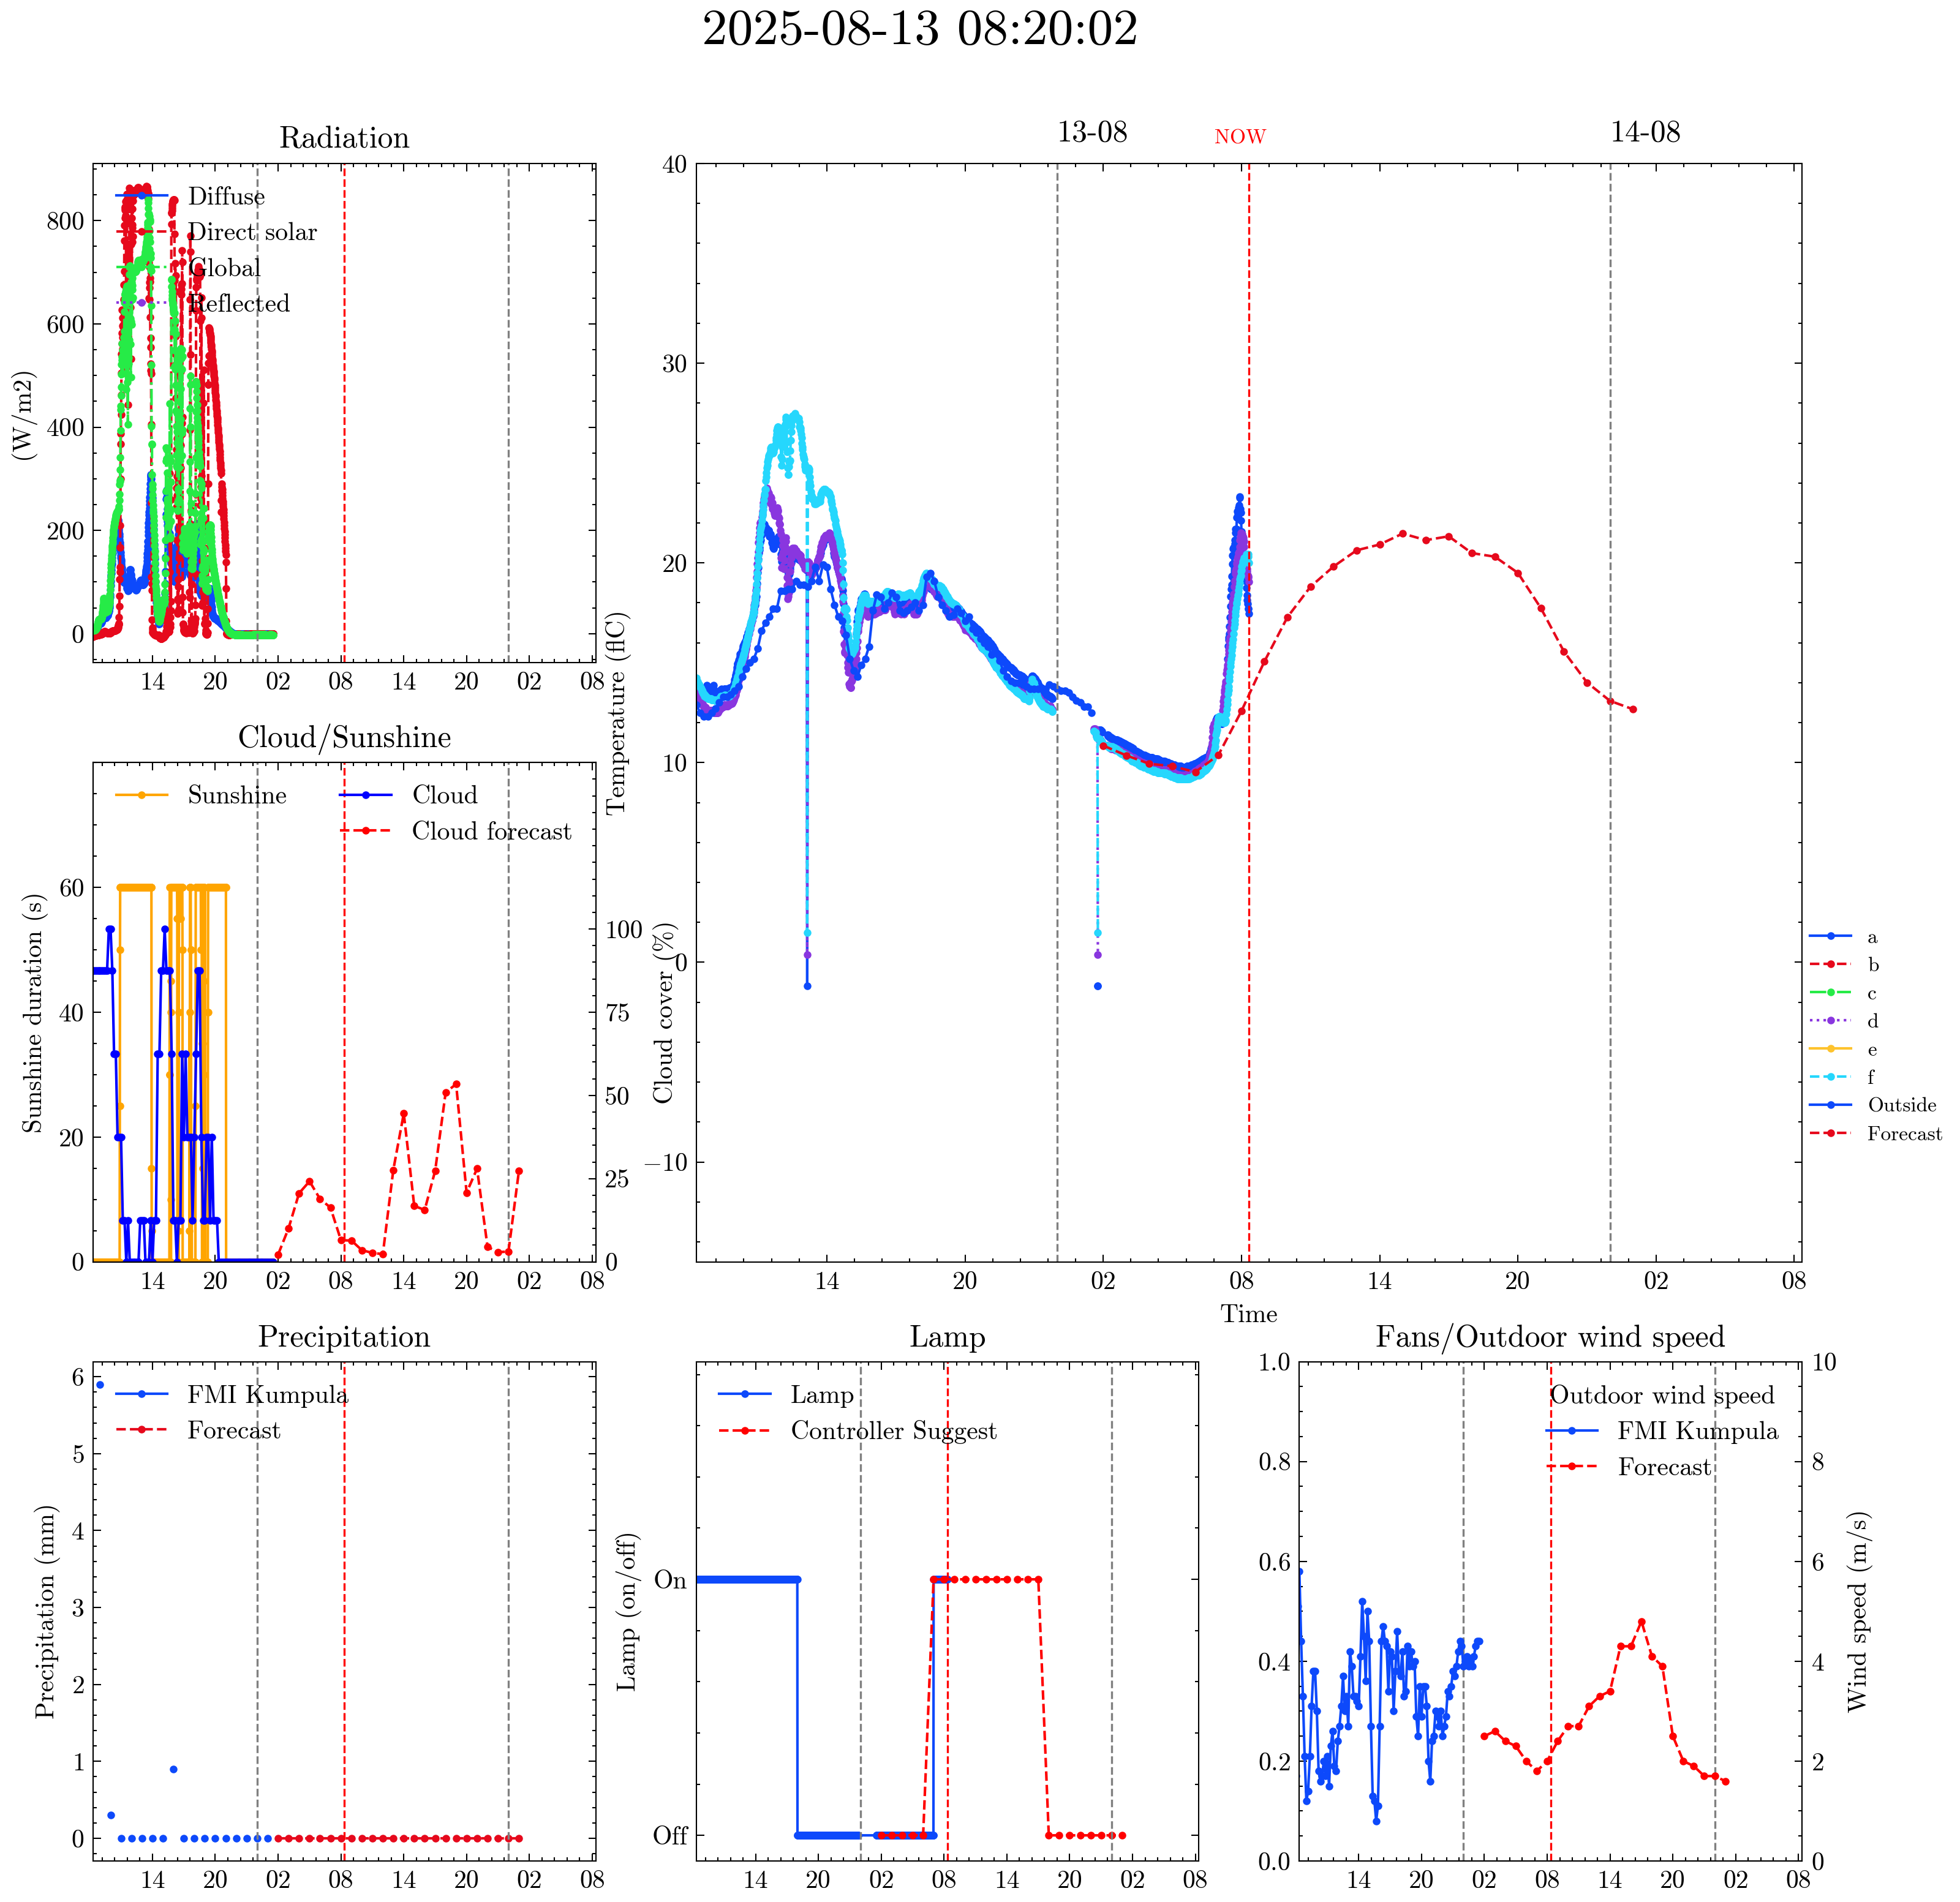 2025-08-13 08:20:02
Radiation
(W/m2)
800
600
400
200
0
Diffuse
Direct solar
Global
Reflected
14 20 02 08 14 20 02 08
13-08
NOW
14-08
Temperature (flC)
40
30
20
10
0
−10
14 20 02 08 14 20 02 08
Time
a
b
c
d
e
f
Outside
Forecast
Cloud/Sunshine
Sunshine duration (s)
60
40
20
0
Sunshine
Cloud
Cloud forecast
100
75
50
25
0
Cloud cover (%)
14 20 02 08 14 20 02 08
Precipitation
Precipitation (mm)
6
5
4
3
2
1
0
FMI Kumpula
Forecast
14 20 02 08 14 20 02 08
Lamp
Lamp (on/off)
On
Off
Lamp
Controller Suggest
14 20 02 08 14 20 02 08
Fans/Outdoor wind speed
1.0
0.8
0.6
0.4
0.2
0.0
Outdoor wind speed
FMI Kumpula
Forecast
10
8
6
4
2
0
Wind speed (m/s)
14 20 02 08 14 20 02 08